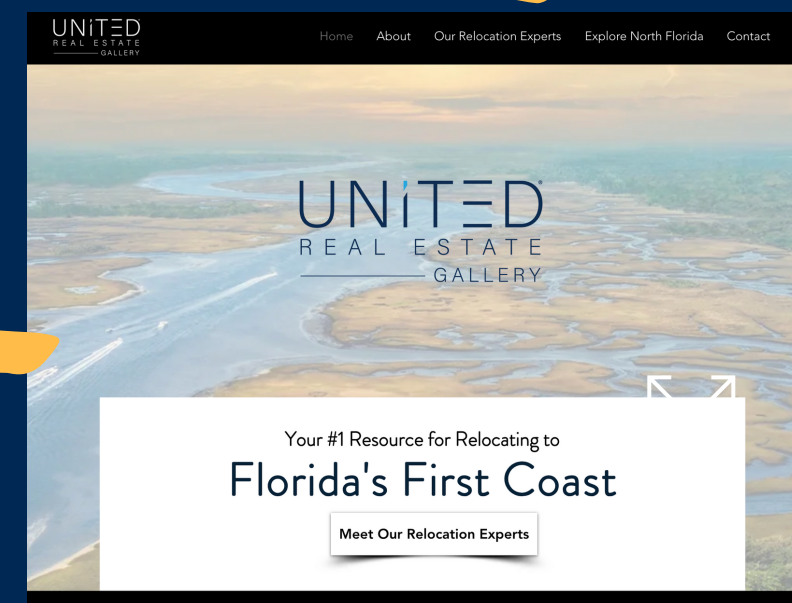 UNiTED
REAL ESTATE
GALLERY
Home About Our Relocation Experts Explore North Florida Contact
UNiTED®
REAL ESTATE
GALLERY
Your #1 Resource for Relocating to
Florida's First Coast
Meet Our Relocation Experts